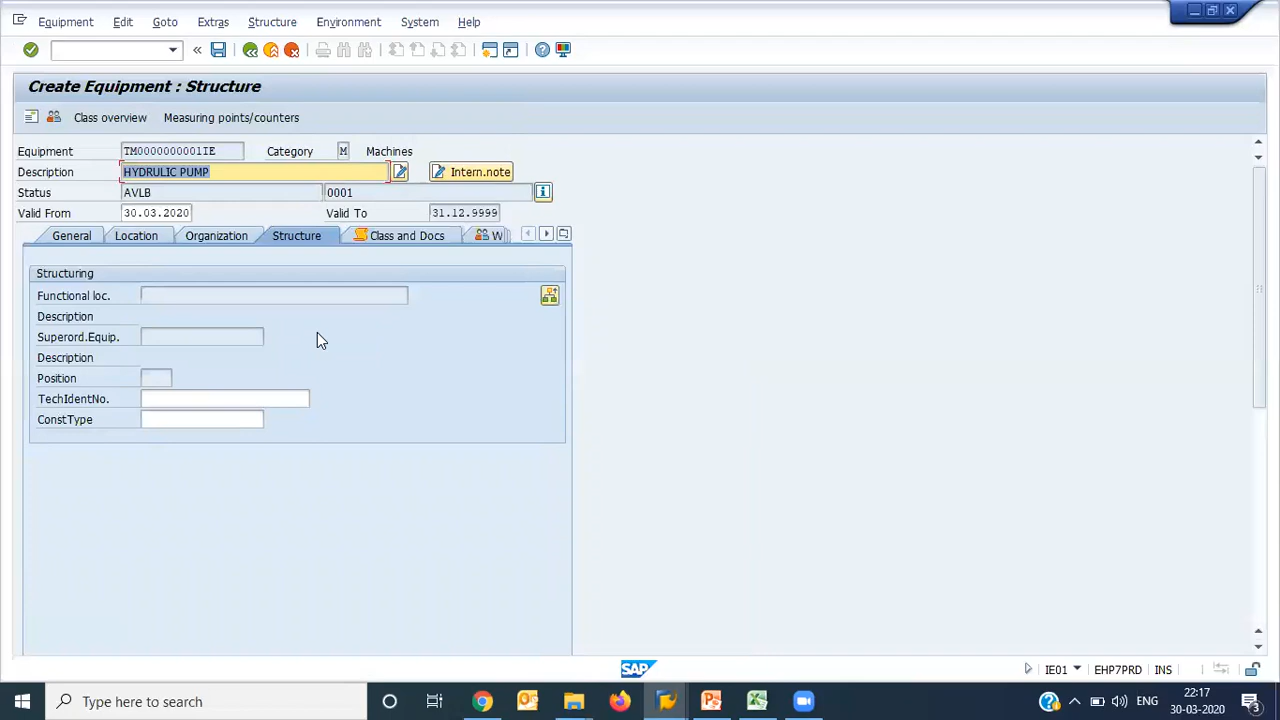 Equipment Edit Goto Extras Structure Environment System Help
Create Equipment : Structure
Class overview Measuring points/counters
Equipment TM0000000001IE Category M Machines
Description HYDRULIC PUMP Intern.note
Status AVLB 0001
Valid From 30.03.2020 Valid To 31.12.9999
General Location Organization Structure Class and Docs W
Structuring
Functional loc.
Description
Superord.Equip.
Description
Position
TechIdentNo.
ConstType
SAP
IE01 EHP7PRD INS
Type here to search
ENG
22:17
30-03-2020
3